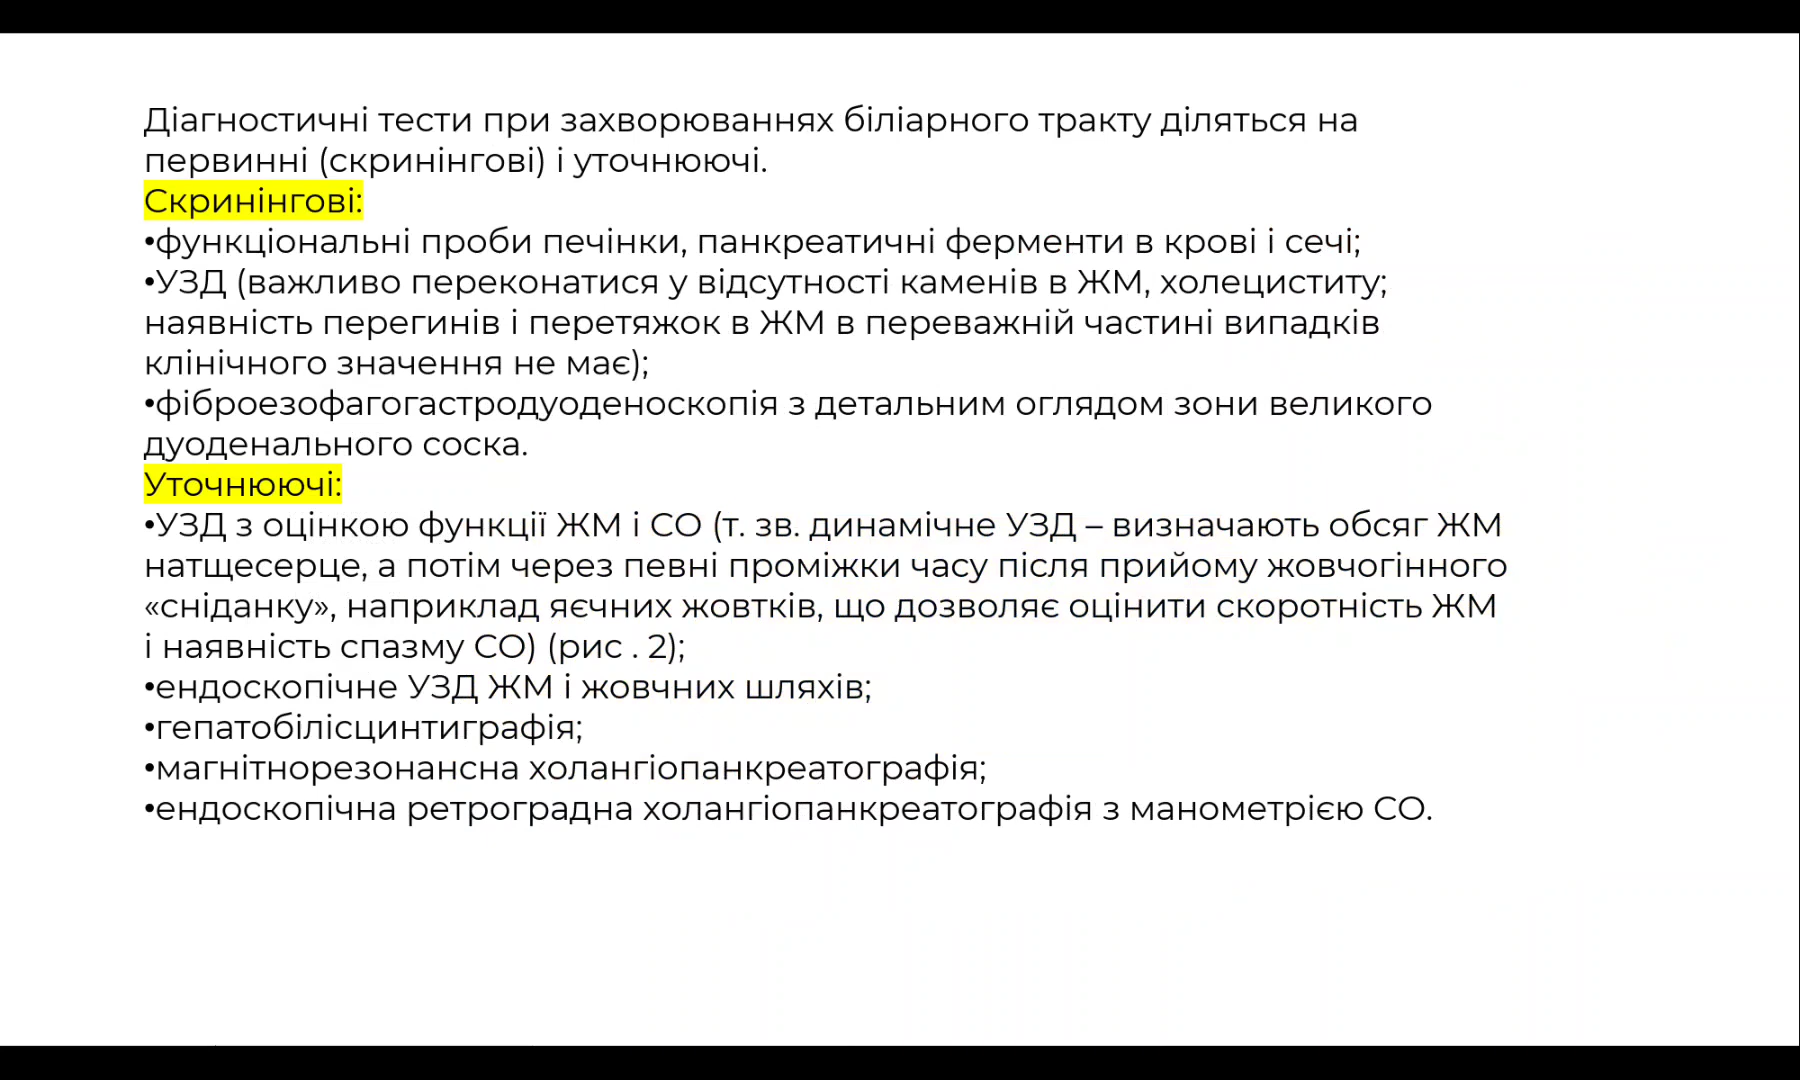 Діагностичні тести при захворюваннях біліарного тракту діляться на
первинні (скринінгові) і уточнюючі.
Скринінгові:
•функціональні проби печінки, панкреатичні ферменти в крові і сечі;
•УЗД (важливо переконатися у відсутності каменів в ЖМ, холециститу;
наявність перегинів і перетяжок в ЖМ в переважній частині випадків
клінічного значення не має);
•фіброезофагогастродуоденоскопія з детальним оглядом зони великого
дуоденального соска.
Уточнюючі:
•УЗД з оцінкою функції ЖМ і СО (т. зв. динамічне УЗД – визначають обсяг ЖМ
натщесерце, а потім через певні проміжки часу після прийому жовчогінного
«сніданку», наприклад яєчних жовтків, що дозволяє оцінити скоротність ЖМ
і наявність спазму СО) (рис . 2);
•ендоскопічне УЗД ЖМ і жовчних шляхів;
•гепатобілісцинтиграфія;
•магнітнорезонансна холангіопанкреатографія;
•ендоскопічна ретроградна холангіопанкреатографія з манометрією СО.